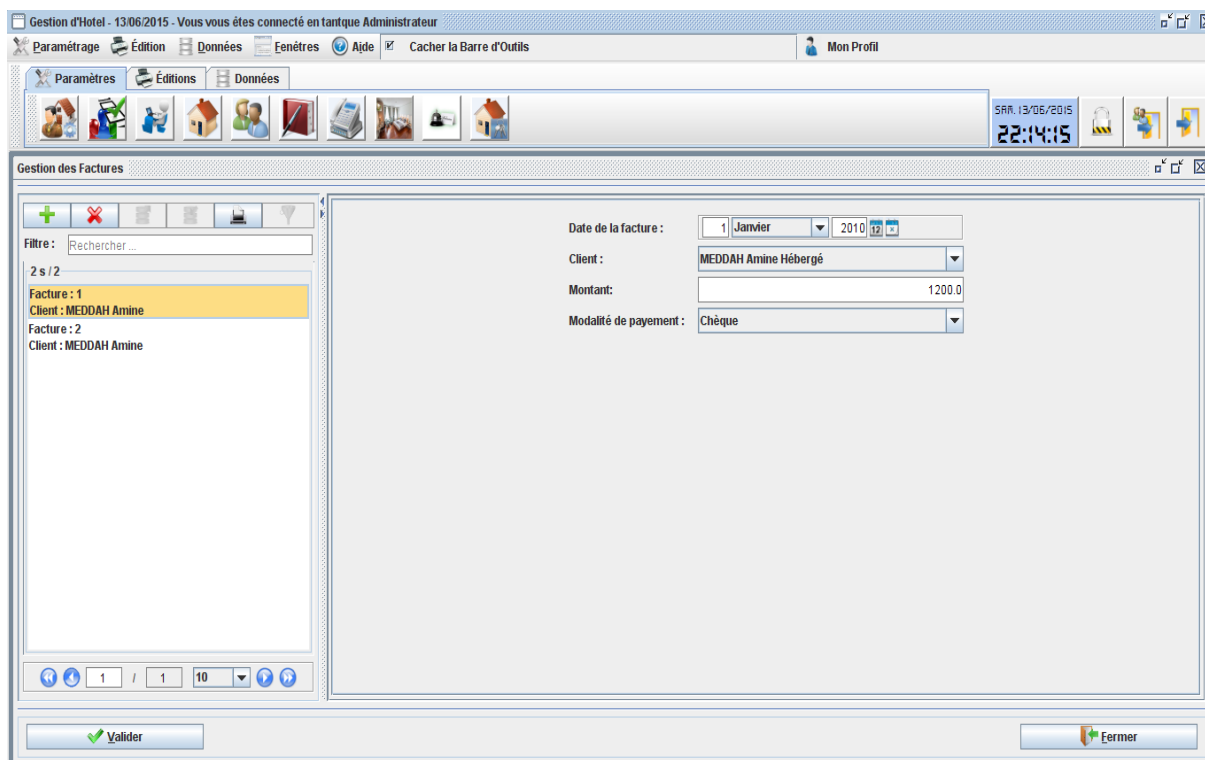 Gestion d'Hotel - 13/06/2015 - Vous vous êtes connecté en tantque Administrateur
Paramétrage Édition Données Fenêtres Aide Cacher la Barre d'Outils Mon Profil
Paramètres Éditions Données
SAM. 13/06/2015
22:14:15
Gestion des Factures
Filtre : Rechercher ...
2 s / 2
Facture : 1
Client : MEDDAH Amine
Facture : 2
Client : MEDDAH Amine
1 / 1 10
Date de la facture : 1 Janvier 2010 12
Client : MEDDAH Amine Hébergé
Montant: 1200.0
Modalité de payement : Chèque
Valider Fermer